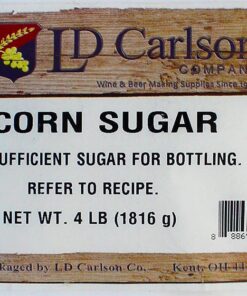 LD Carlson
COMPANY
Wine & Beer Making Supplies Since
CORN SUGAR
SUFFICIENT SUGAR FOR BOTTLING.
REFER TO RECIPE.
NET WT. 4 LB (1816 g)
by LD Carlson Co., Kent, OH